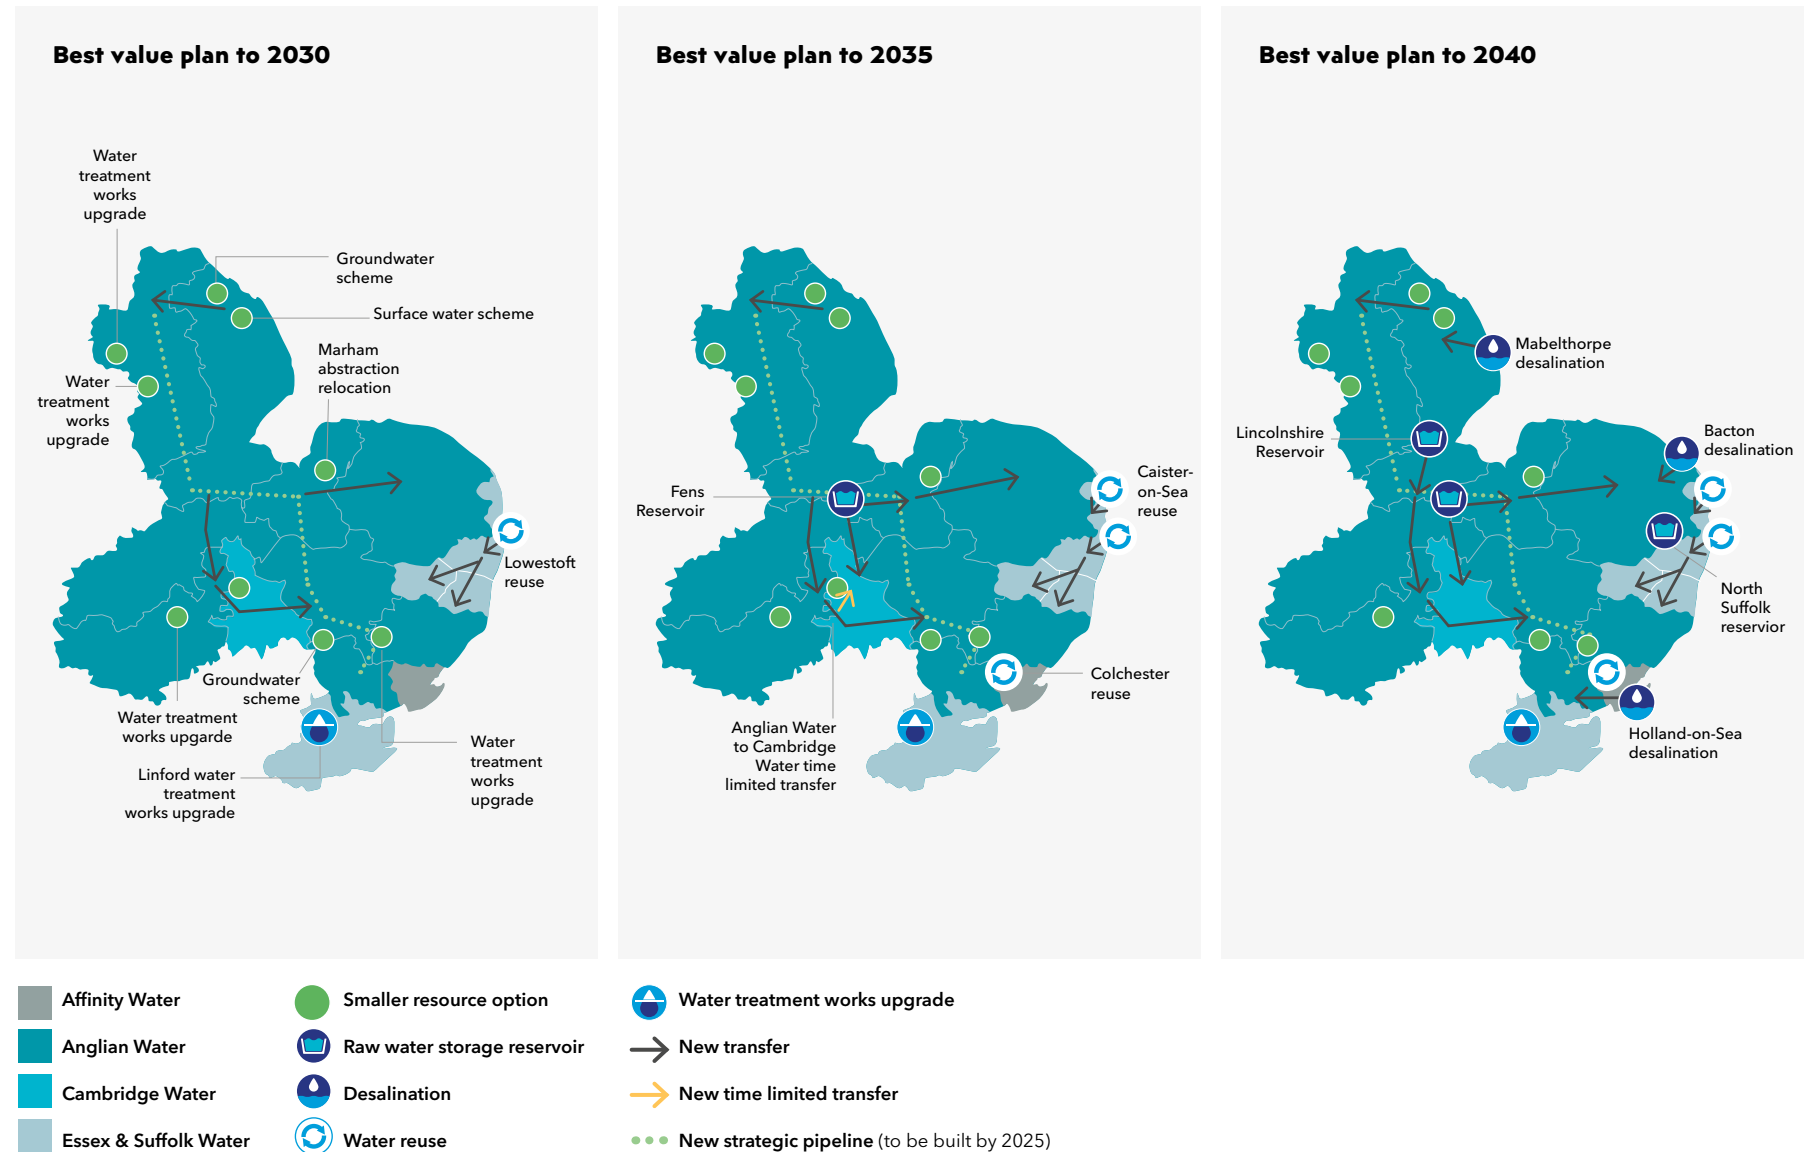 Best value plan to 2030
Water
treatment
works
upgrade
Groundwater
scheme
Surface water scheme
Marham
abstraction
relocation
Water
treatment
works
upgrade
Lowestoft
reuse
Groundwater
scheme
Water treatment
works upgarde
Linford water
treatment
works upgrade
Water
treatment
works
upgrade
Best value plan to 2035
Fens
Reservoir
Caister-
on-Sea
reuse
Colchester
reuse
Anglian Water
to Cambridge
Water time
limited transfer
Best value plan to 2040
Mabelthorpe
desalination
Lincolnshire
Reservoir
Bacton
desalination
North
Suffolk
reservior
Holland-on-Sea
desalination
Affinity Water
Anglian Water
Cambridge Water
Essex & Suffolk Water
Smaller resource option
Raw water storage reservoir
Desalination
Water reuse
Water treatment works upgrade
New transfer
New time limited transfer
New strategic pipeline (to be built by 2025)